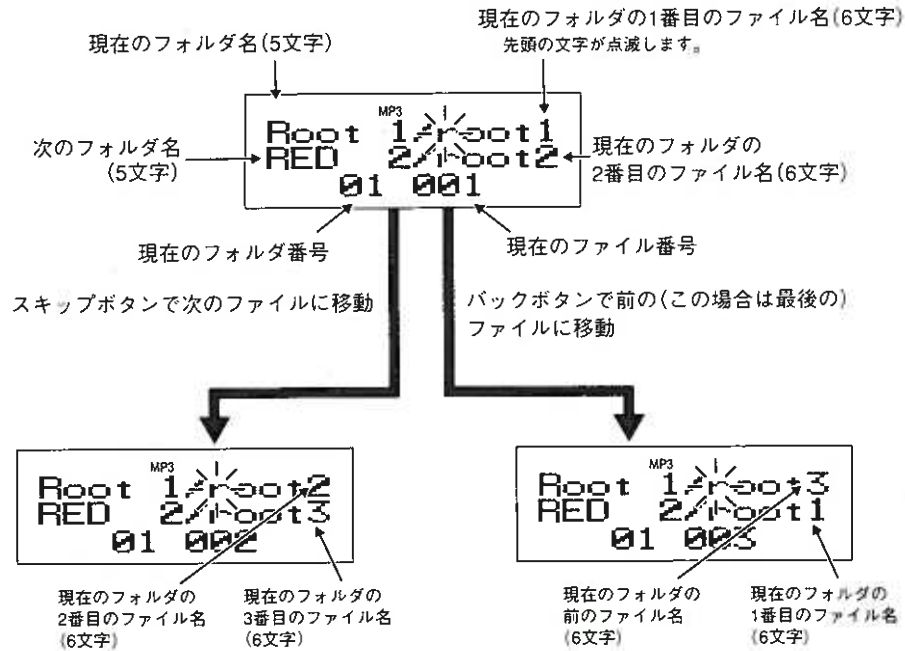 現在のフォルダの1番目のファイル名(6文字)
先頭の文字が点滅します。
現在のフォルダ名(5文字)
MP3
Root 1/root1
RED 2/root2
01 001
次のフォルダ名
(5文字)
現在のフォルダの
2番目のファイル名(6文字)
現在のフォルダ番号
現在のファイル番号
スキップボタンで次のファイルに移動
バックボタンで前の(この場合は最後の)
ファイルに移動
MP3
Root 1/root2
RED 2/root3
01 002
現在のフォルダの
2番目のファイル名
(6文字)
現在のフォルダの
3番目のファイル名
(6文字)
MP3
Root 1/root3
RED 2/root1
01 003
現在のフォルダの
前のファイル名
(6文字)
現在のフォルダの
1番目のファイル名
(6文字)